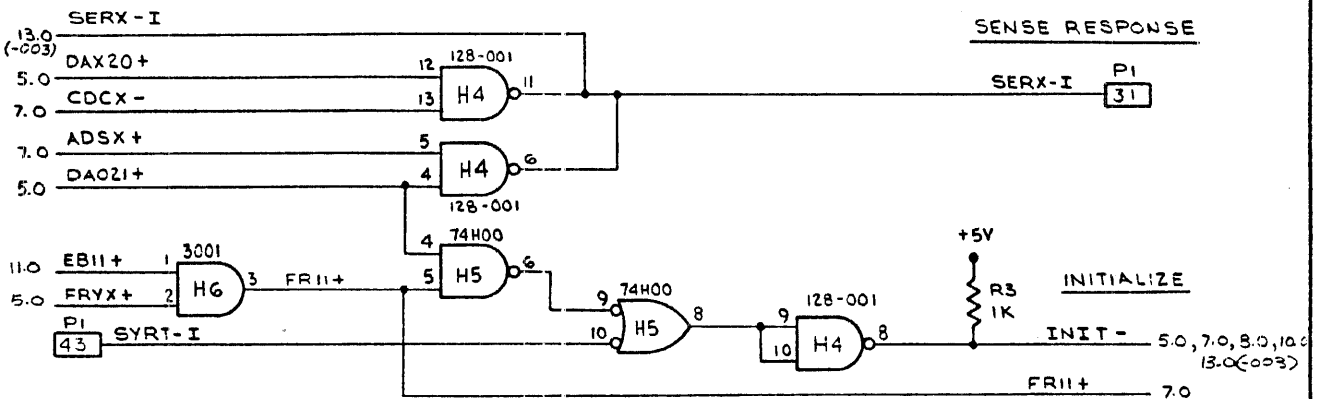 SERX-I
SENSE RESPONSE
13.0
(-003)
DAX20+
5.0
12
128-001
H4
11
13
CDCX-
7.0
SERX-I
P1
31
ADSX+
7.0
5
H4
6
DA021+
5.0
4
128-001
74H00
4
H5
6
5
+5V
R3
1K
EB11+
11.0
1
3001
H6
3
FR11+
FRYX+
5.0
2
INITIALIZE
74H00
9
H5
8
10
128-001
9
H4
8
10
P1
43
SYRT-I
INIT-
5.0, 7.0, 8.0, 10.
13.0(-003)
FR11+
7.0